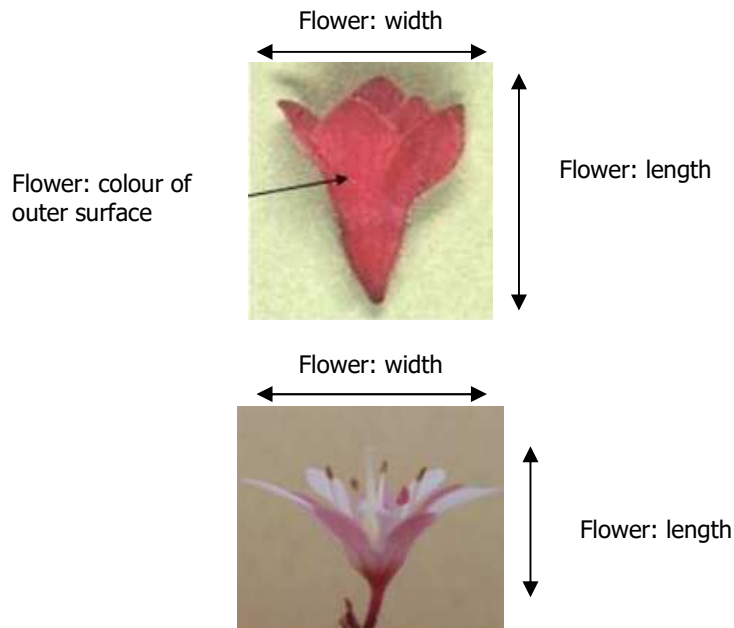 Flower: width
Flower: colour of
outer surface
Flower: length
Flower: width
Flower: length